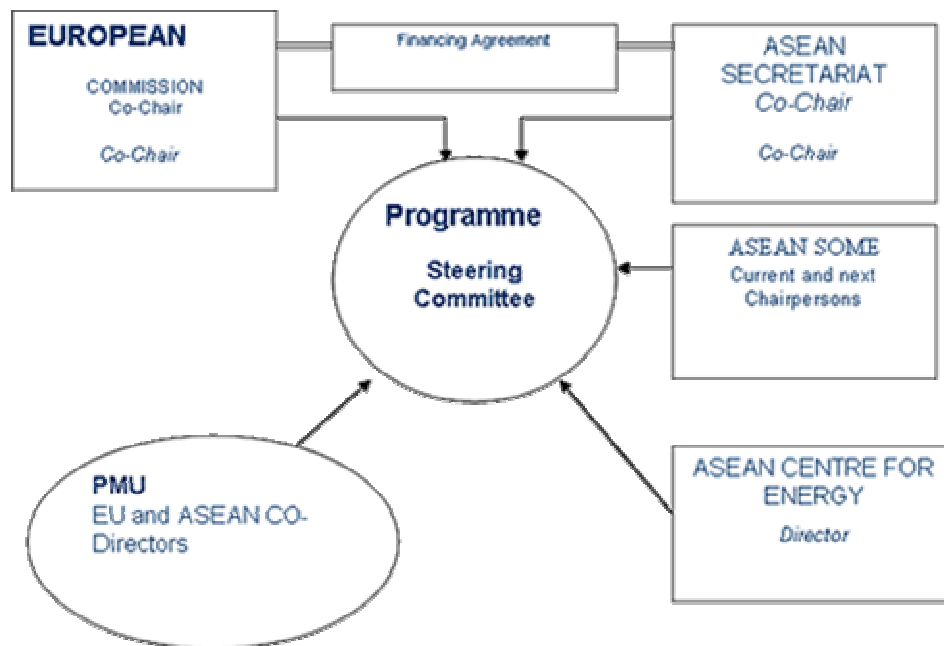 EUROPEAN
COMMISSION
Co-Chair
Co-Chair
Financing Agreement
ASEAN
SECRETARIAT
Co-Chair
Co-Chair
Programme
Steering
Committee
ASEAN SOME
Current and next
Chairpersons
PMU
EU and ASEAN CO-
Directors
ASEAN CENTRE FOR
ENERGY
Director